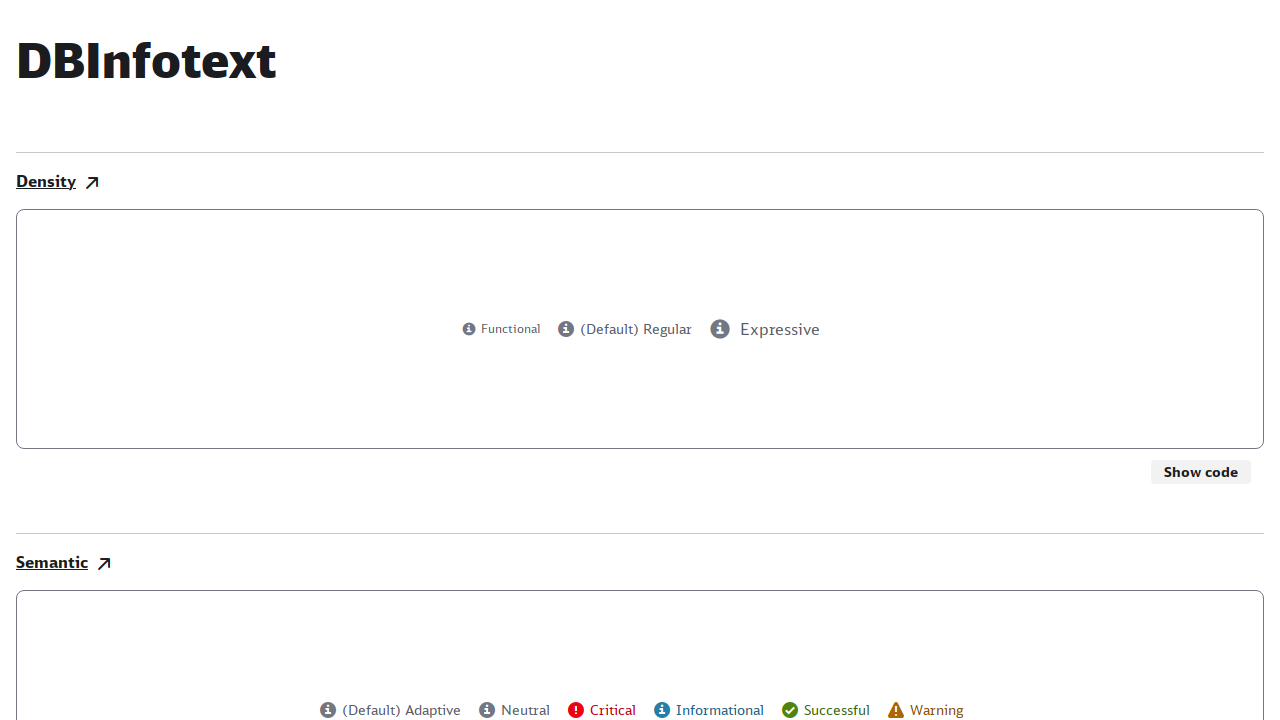 DBInfotext
Density
Functional (Default) Regular Expressive
Show code
Semantic
(Default) Adaptive Neutral Critical Informational Successful Warning